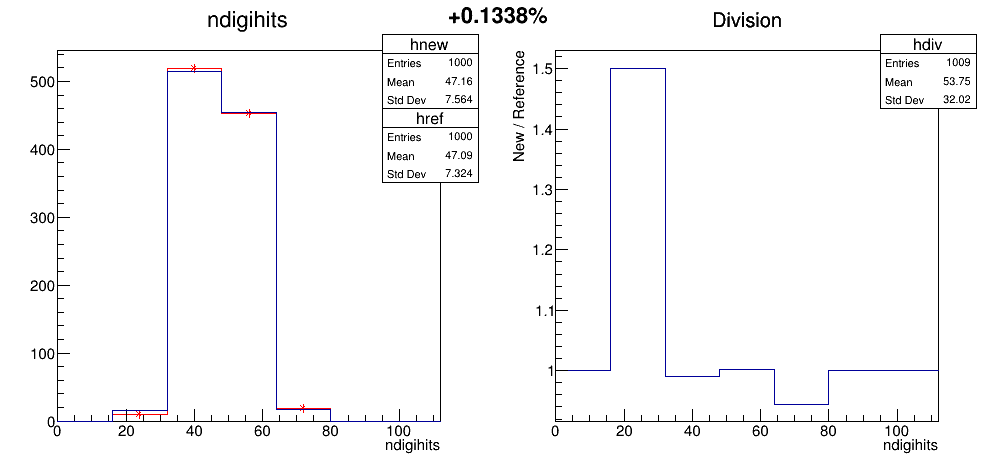 +0.1338%
ndigihits
hnew
Entries 1000
Mean 47.16
Std Dev 7.564
href
Entries 1000
Mean 47.09
Std Dev 7.324
500
400
300
200
100
0
0 20 40 60 80 100
ndigihits
Division
hdiv
Entries 1009
Mean 53.75
Std Dev 32.02
New / Reference
1.5
1.4
1.3
1.2
1.1
1
0 20 40 60 80 100
ndigihits